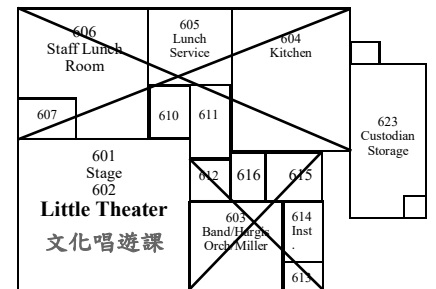 606
Staff Lunch
Room
605
Lunch
Service
604
Kitchen
607
610
611
623
Custodian
Storage
601
Stage
602
Little Theater
文化唱遊課
612
616
615
603
Band/Hargis
Orch/Miller
614
Inst
.
613